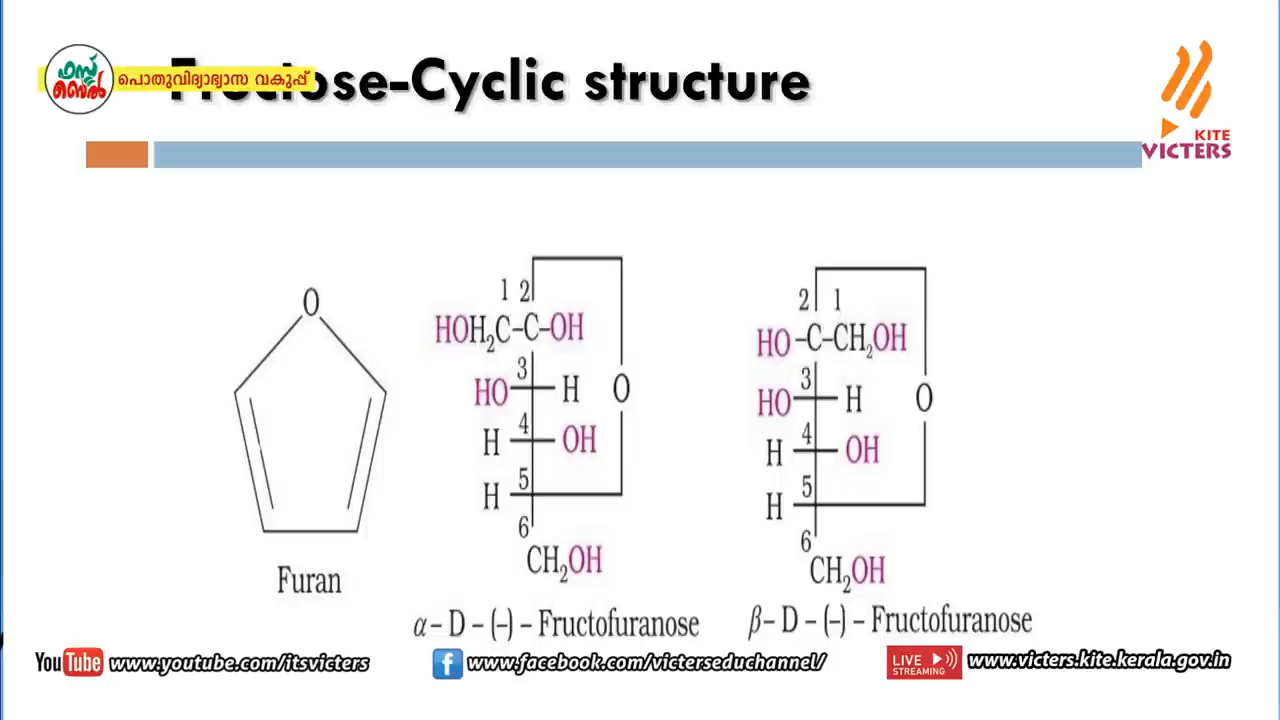 ഫസ്റ്റ്
ബെൽ
പൊതുവിദ്യാഭ്യാസ വകുപ്പ്
Fructose-Cyclic structure
KITE
VICTERS
O
Furan
1 2
HOH₂C–C–OH
3
HO H
O
4
H OH
5
H
6
CH₂OH
α – D – (–) – Fructofuranose
2 1
HO –C–CH₂OH
3
HO H
O
4
H OH
5
H
6
CH₂OH
β – D – (–) – Fructofuranose
YouTube www.youtube.com/itsvicters
f www.facebook.com/victerseduchannel/
LIVE
STREAMING
www.victers.kite.kerala.gov.in